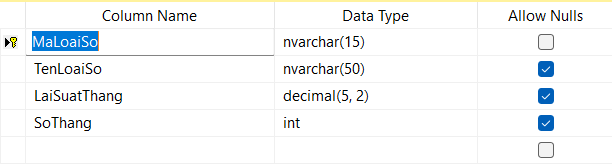 Column Name Data Type Allow Nulls
MaLoaiSo nvarchar(15)
TenLoaiSo nvarchar(50)
LaiSuatThang decimal(5, 2)
SoThang int